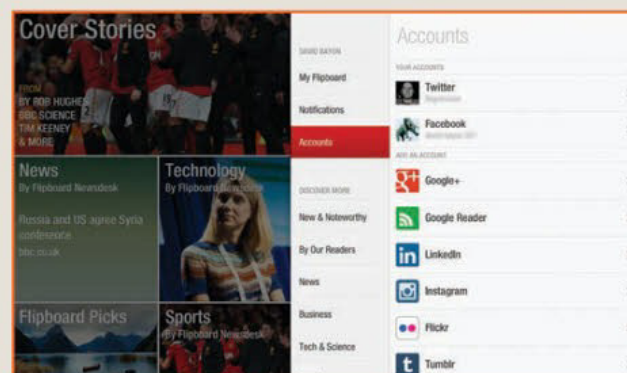 Cover Stories
FROM
BY ROB HUGHES
BBC SCIENCE
TIM KEENEY
& MORE
News
By Flipboard Newsdesk
Russia and US agree Syria
conference
bbc.co.uk
Technology
By Flipboard Newsdesk
Flipboard Picks
Sports
By Flipboard Newsdesk
My Flipboard
Notifications
Accounts
DISCOVER MORE
New & Noteworthy
By Our Readers
News
Business
Tech & Science
Accounts
YOUR ACCOUNTS
Twitter
Facebook
ADD AN ACCOUNT
g+
Google+
Google Reader
in
LinkedIn
Instagram
Flickr
t
Tumblr